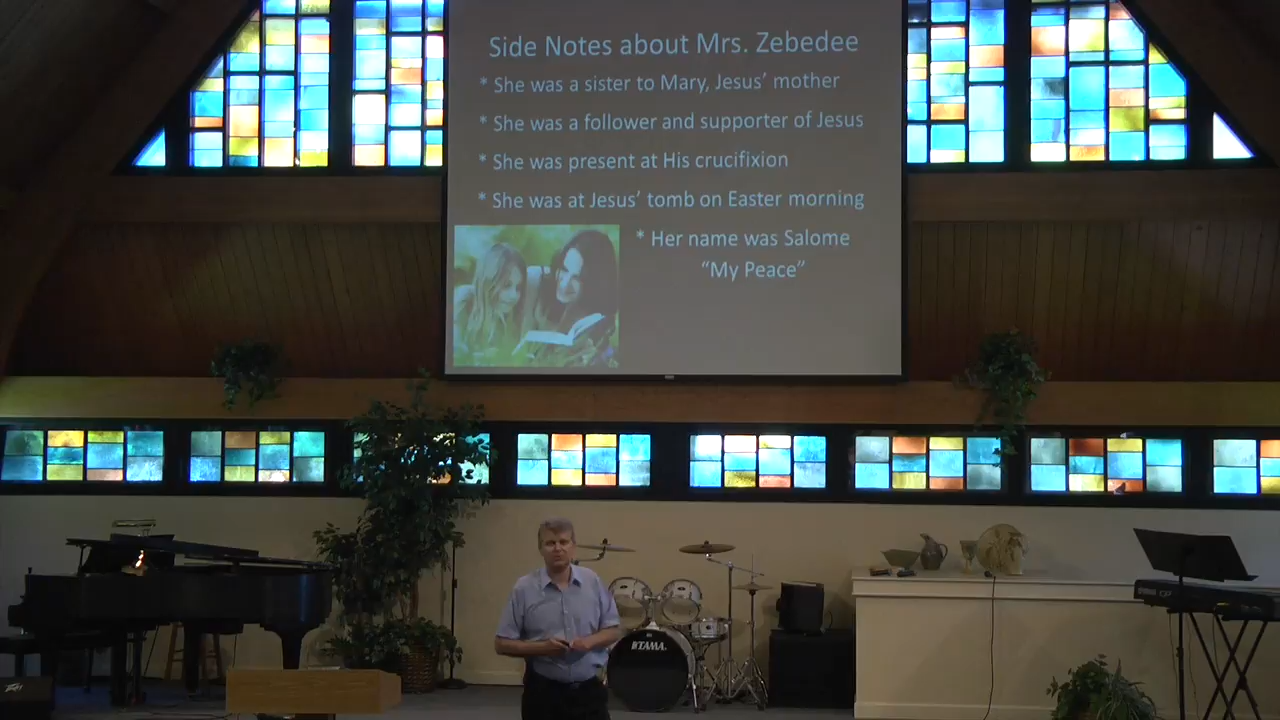 Side Notes about Mrs. Zebedee
* She was a sister to Mary, Jesus’ mother
* She was a follower and supporter of Jesus
* She was present at His crucifixion
* She was at Jesus’ tomb on Easter morning
* Her name was Salome
“My Peace”
TAMA